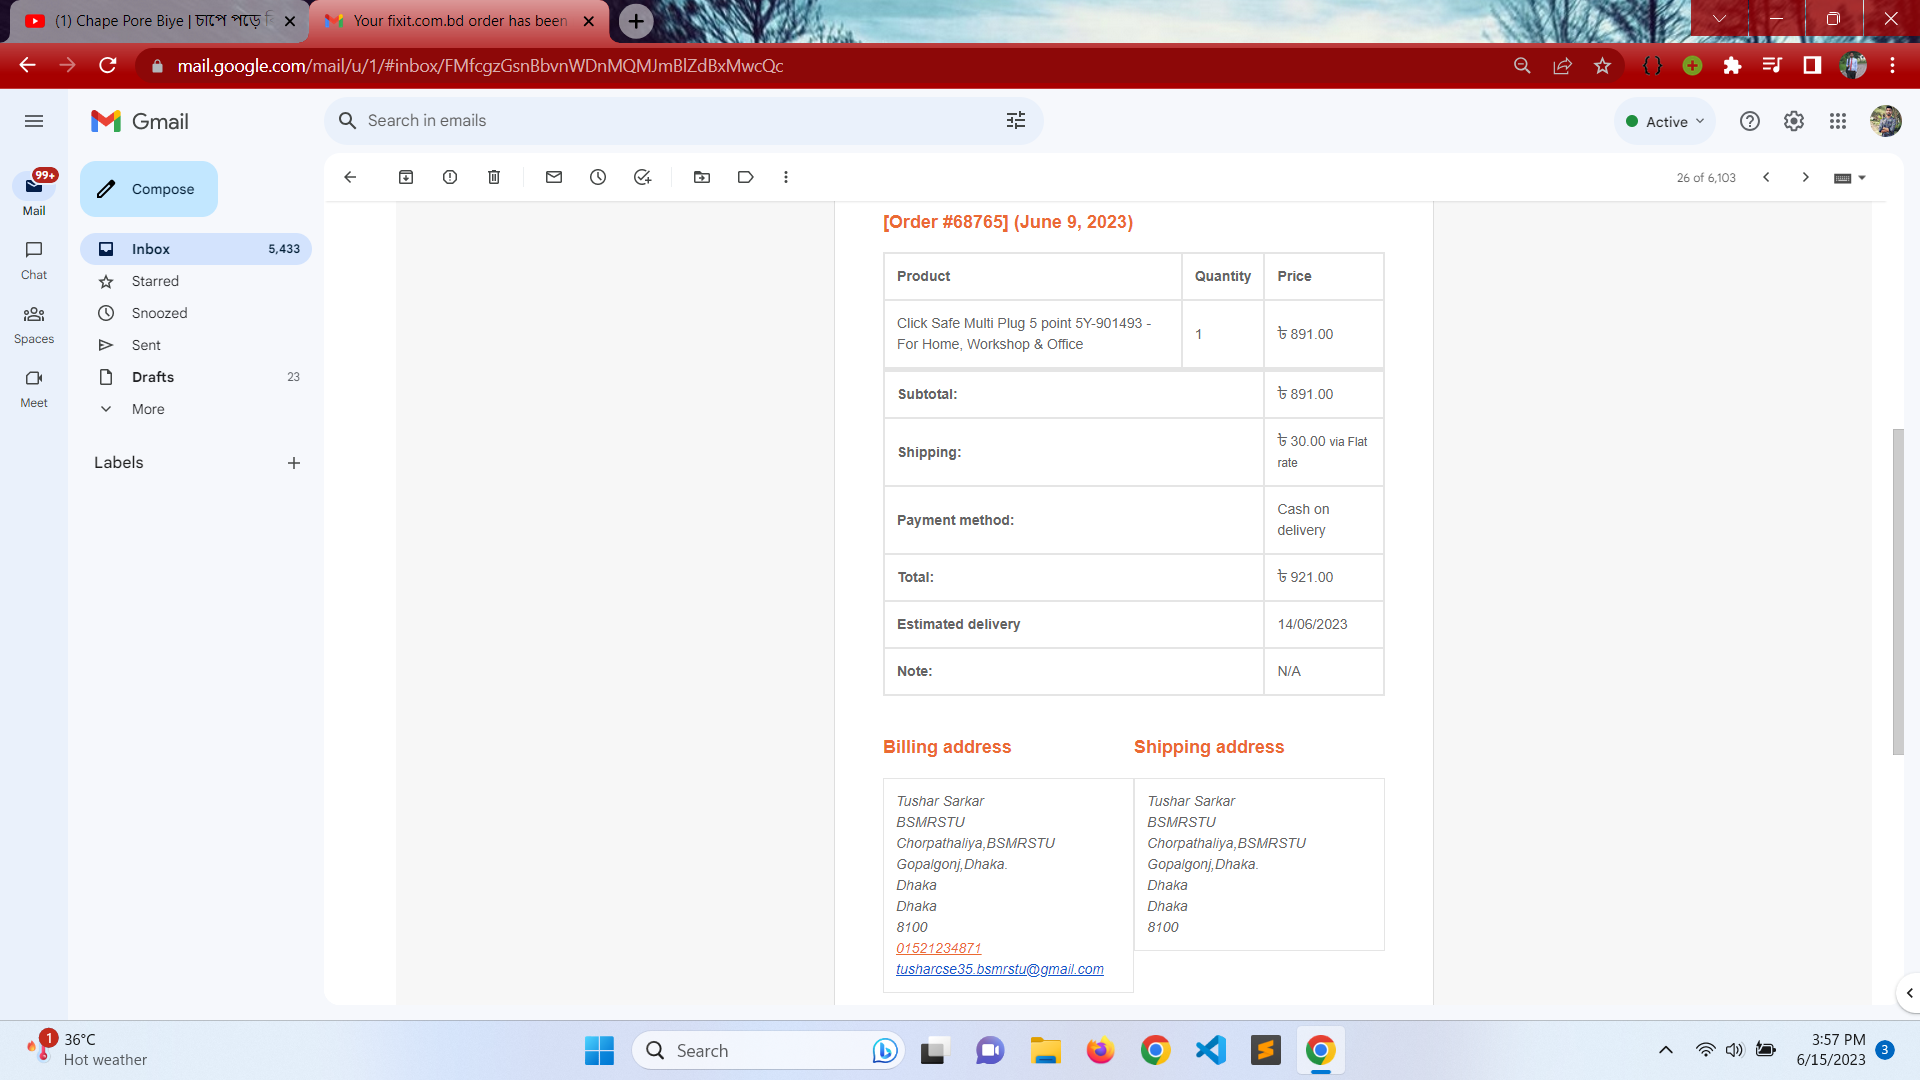 (1) Chape Pore Biye | চাপে পড়ে
Your fixit.com.bd order has been
mail.google.com/mail/u/1/#inbox/FMfcgzGsnBbvnWDnMQMJmBlZdBxMwcQc
Gmail
Search in emails
Active
99+
Mail
Chat
Spaces
Meet
Compose
Inbox 5,433
Starred
Snoozed
Sent
Drafts 23
More
Labels
26 of 6,103
[Order #68765] (June 9, 2023)
Product Quantity Price
Click Safe Multi Plug 5 point 5Y-901493 -
For Home, Workshop & Office
1
৳ 891.00
Subtotal: ৳ 891.00
Shipping: ৳ 30.00 via Flat
rate
Payment method: Cash on
delivery
Total: ৳ 921.00
Estimated delivery 14/06/2023
Note: N/A
Billing address
Tushar Sarkar
BSMRSTU
Chorpathaliya,BSMRSTU
Gopalgonj,Dhaka.
Dhaka
Dhaka
8100
01521234871
tusharcse35.bsmrstu@gmail.com
Shipping address
Tushar Sarkar
BSMRSTU
Chorpathaliya,BSMRSTU
Gopalgonj,Dhaka.
Dhaka
Dhaka
8100
1
36°C
Hot weather
Search
3:57 PM
6/15/2023
3